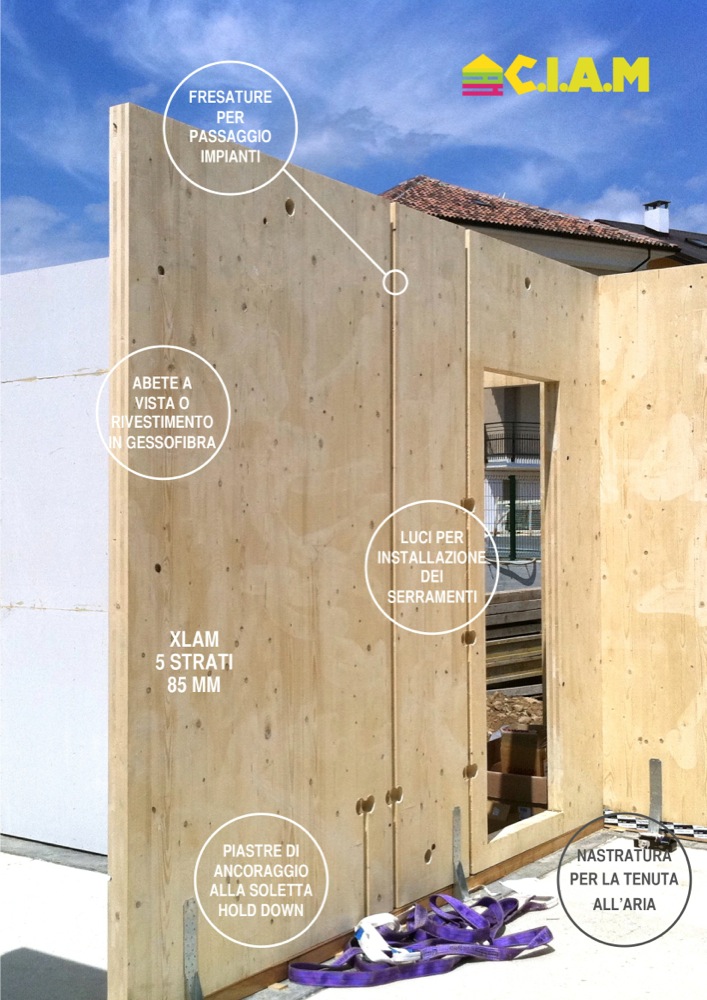 C.I.A.M
FRESATURE
PER
PASSAGGIO
IMPIANTI
ABETE A
VISTA O
RIVESTIMENTO
IN GESSOFIBRA
LUCI PER
INSTALLAZIONE
DEI
SERRAMENTI
XLAM
5 STRATI
85 MM
PIASTRE DI
ANCORAGGIO
ALLA SOLETTA
HOLD DOWN
NASTRATURA
PER LA TENUTA
ALL'ARIA